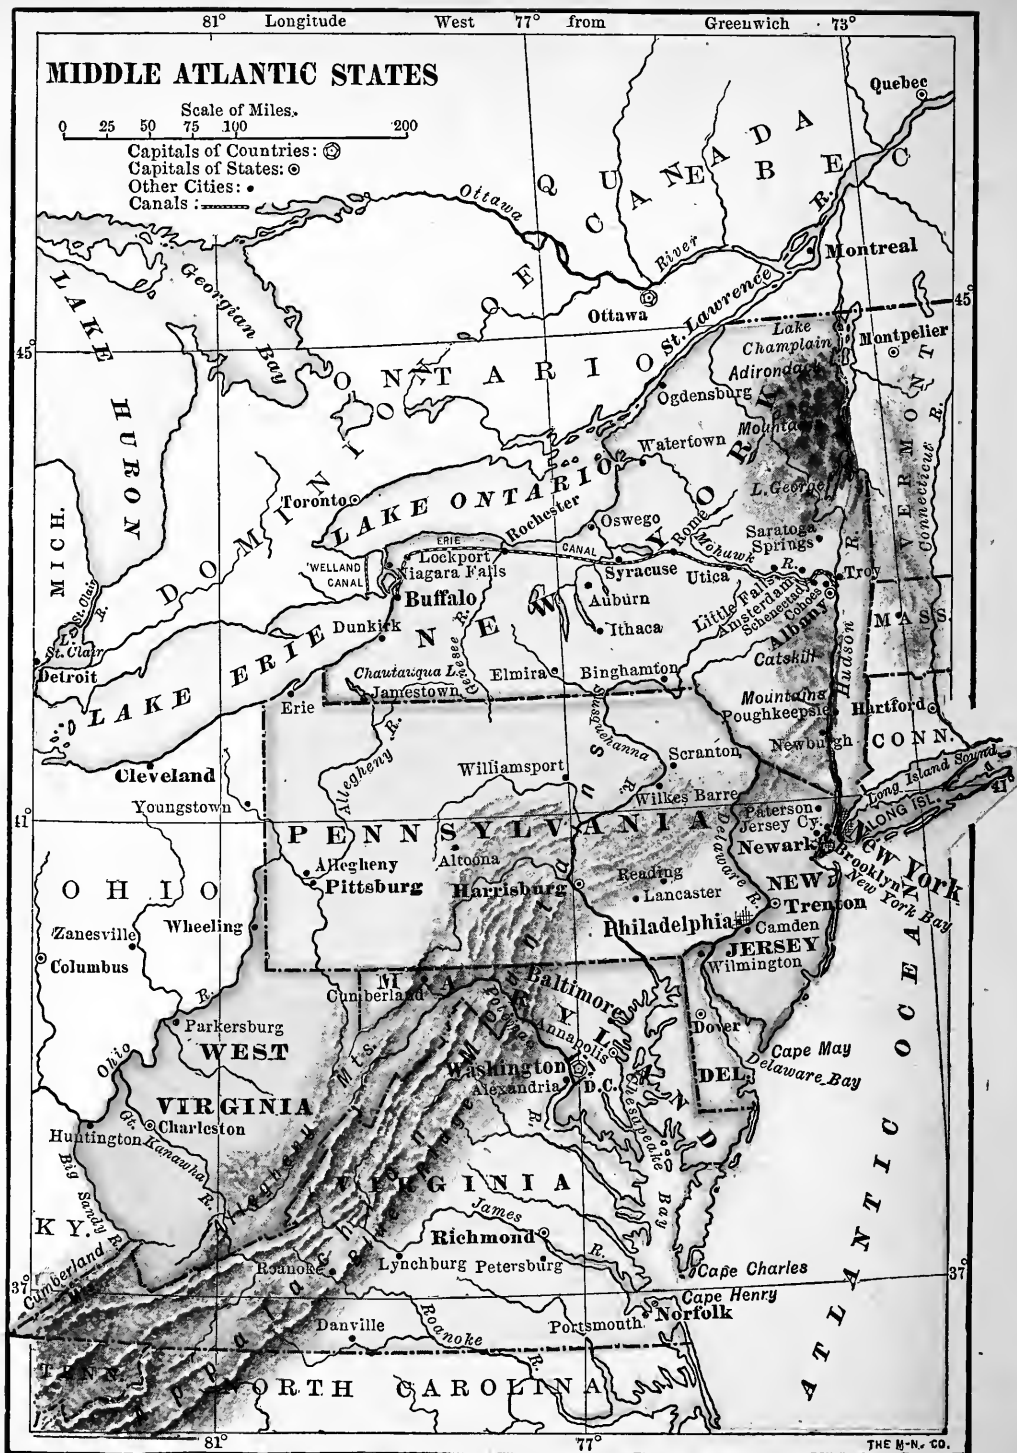 81° Longitude West 77° from Greenwich 73°
MIDDLE ATLANTIC STATES
Scale of Miles.
0 25 50 75 100 200
Capitals of Countries:
Capitals of States:
Other Cities:
Canals:
Quebec
CANADA
QUEBEC
Ottawa River
R.
Montreal
Ottawa
St. Lawrence
45°
45°
LAKE HURON
Georgian Bay
DOMINION OF
ONTARIO
Lake Champlain
Montpelier
Adirondack
Mountains
Ogdensburg
Watertown
VERMONT
Connecticut R.
L. George
Toronto
LAKE ONTARIO
Rochester
Oswego
Rome
Mohawk R.
Saratoga Springs
MICH.
ERIE CANAL
Lockport
Niagara Falls
WELLAND CANAL
Buffalo
Syracuse
Utica
Little Falls
Amsterdam
Schenectady
Cohoes
Troy
Albany
Auburn
Ithaca
NEW YORK
MASS.
St. Clair R.
L. St. Clair
Detroit
LAKE ERIE
Dunkirk
Genesee R.
Chautauqua L.
Jamestown
Elmira
Binghamton
Catskill
Mountains
Hudson R.
Poughkeepsie
Hartford
Newburgh
CONN.
Erie
Cleveland
Youngstown
Allegheny R.
Williamsport
Susquehanna R.
Scranton
Wilkes Barre
Delaware R.
Long Island Sound
LONG ISL.
41°
41°
Paterson
Jersey Cy.
Newark
New York
Brooklyn
New York Bay
PENNSYLVANIA
Allegheny
Pittsburg
Altoona
Harrisburg
Reading
Lancaster
Philadelphia
NEW JERSEY
Trenton
Camden
Wilmington
OHIO
Zanesville
Wheeling
Columbus
Cumberland
MARYLAND
Baltimore
Potomac
R.
Annapolis
Dover
DEL.
Cape May
Delaware Bay
Parkersburg
Ohio R.
WEST VIRGINIA
Washington
D.C.
Alexandria
Chesapeake Bay
Huntington
Charleston
Gt. Kanawha R.
Big Sandy R.
KY.
Allegheny Mts.
Blue Ridge
Appalachian Mount
VIRGINIA
James R.
Richmond
Roanoke
Lynchburg
Petersburg
Cape Charles
Cape Henry
Norfolk
Portsmouth
37°
37°
Cumberland Mts.
Danville
Roanoke R.
TENN.
NORTH CAROLINA
ATLANTIC OCEAN
81° 77° THE M-N. CO.